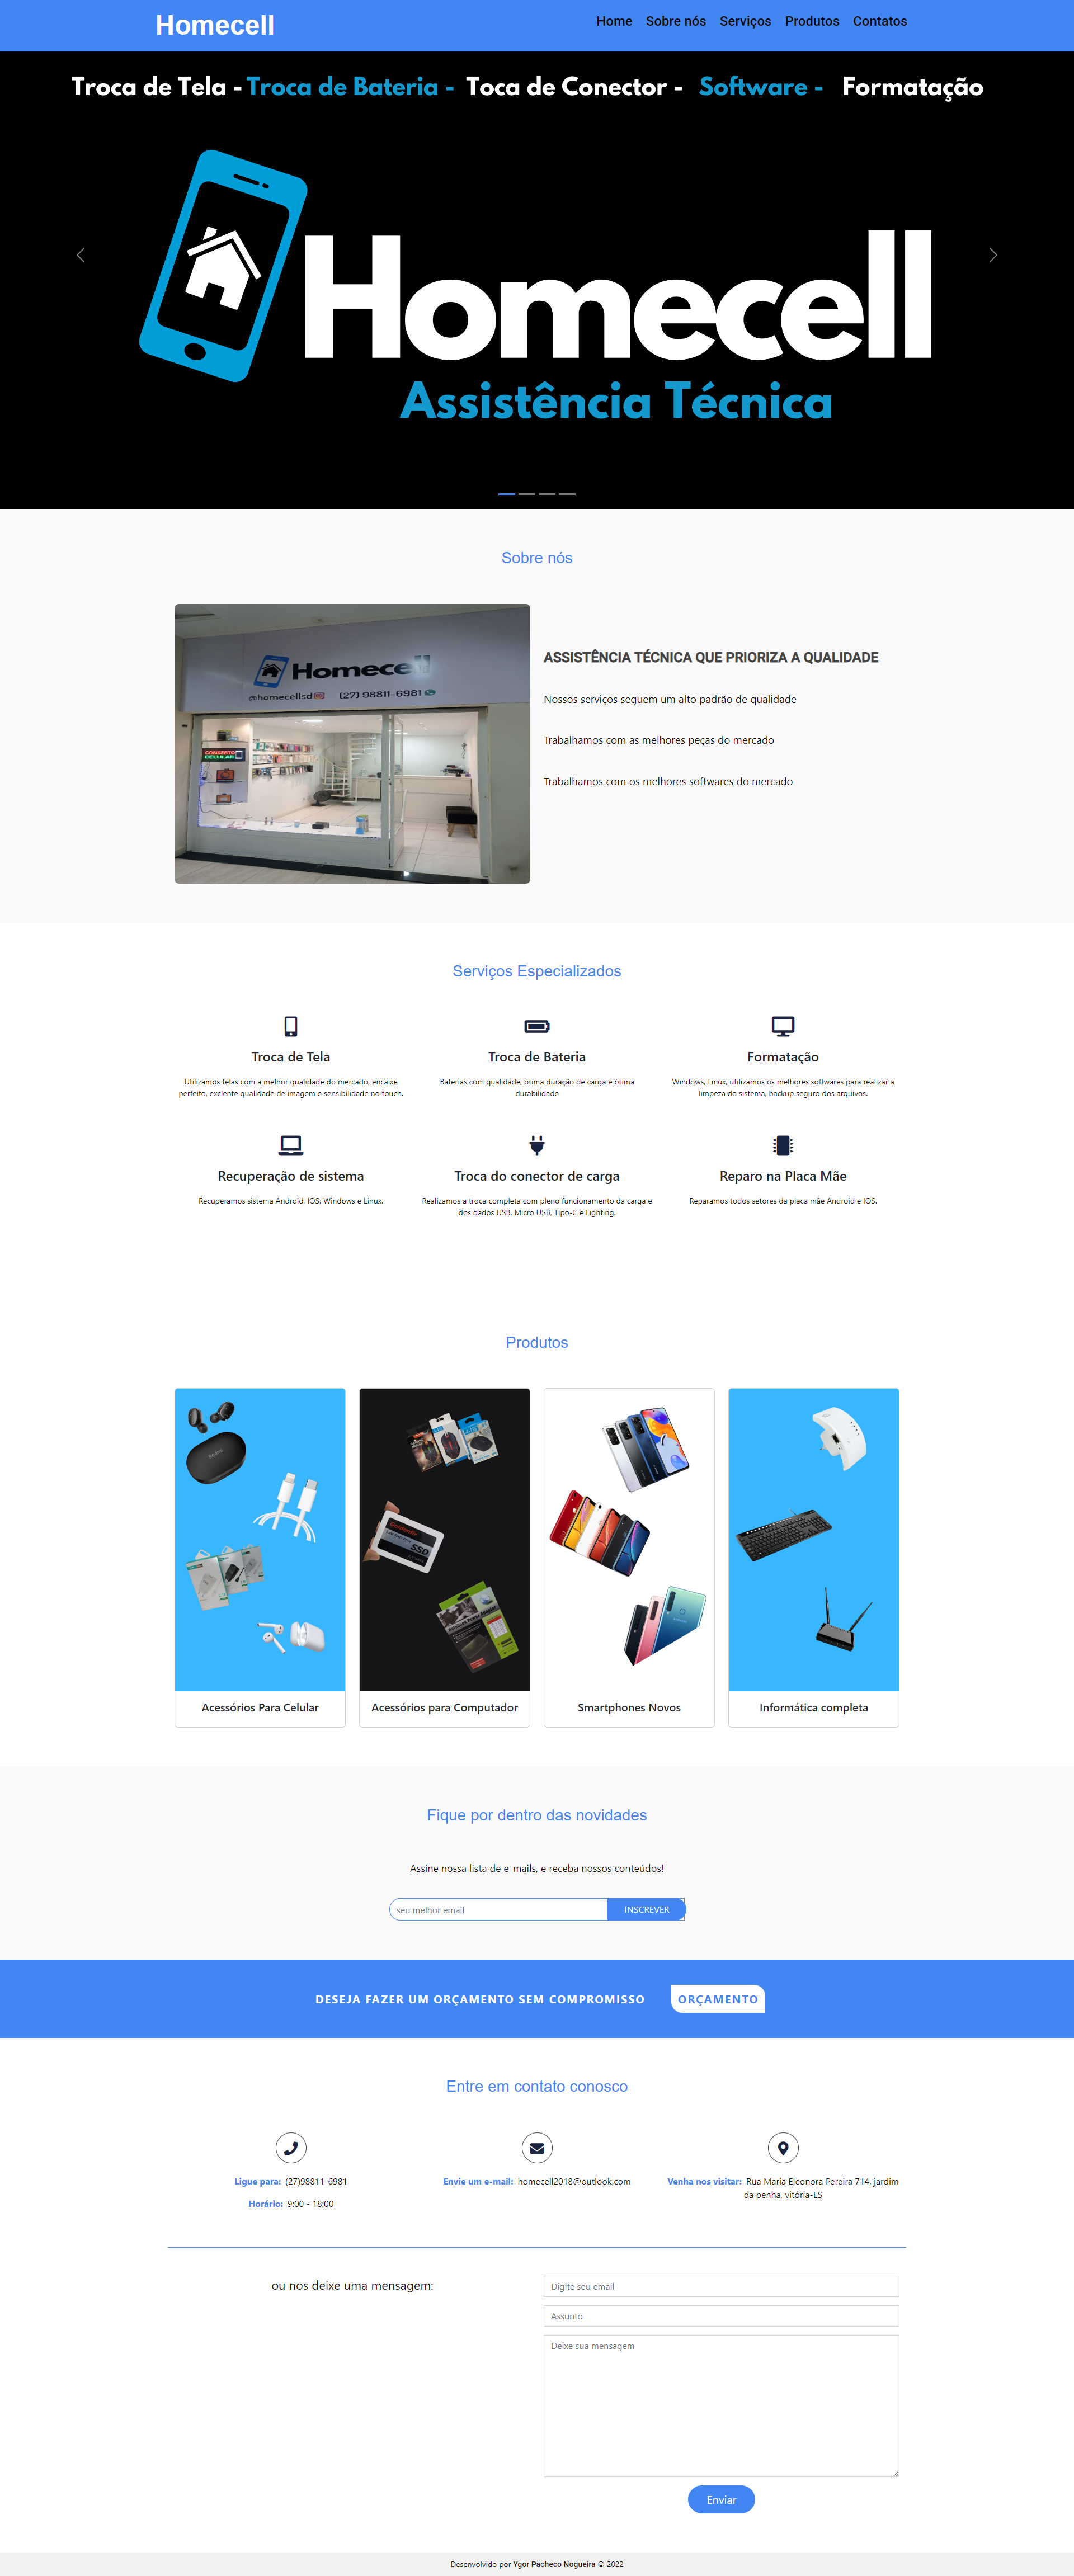 Homecell
Home Sobre nós Serviços Produtos Contatos
Troca de Tela - Troca de Bateria - Toca de Conector - Software - Formatação
Homecell
Assistência Técnica
Sobre nós
Homecell
@homecellsd (27) 98811-6981
CONSERTO
CELULAR
ASSISTÊNCIA TÉCNICA QUE PRIORIZA A QUALIDADE
Nossos serviços seguem um alto padrão de qualidade
Trabalhamos com as melhores peças do mercado
Trabalhamos com os melhores softwares do mercado
Serviços Especializados
Troca de Tela
Utilizamos telas com a melhor qualidade do mercado, encaixe
perfeito, exclente qualidade de imagem e sensibilidade no touch.
Troca de Bateria
Baterias com qualidade, ótima duração de carga e ótima
durabilidade
Formatação
Windows, Linux, utilizamos os melhores softwares para realizar a
limpeza do sistema, backup seguro dos arquivos.
Recuperação de sistema
Recuperamos sistema Android, IOS, Windows e Linux.
Troca do conector de carga
Realizamos a troca completa com pleno funcionamento da carga e
dos dados USB, Micro USB, Tipo-C e Lighting.
Reparo na Placa Mãe
Reparamos todos setores da placa mãe Android e IOS.
Produtos
SSD
Acessórios Para Celular
Acessórios para Computador
Smartphones Novos
Informática completa
Fique por dentro das novidades
Assine nossa lista de e-mails, e receba nossos conteúdos!
seu melhor email INSCREVER
DESEJA FAZER UM ORÇAMENTO SEM COMPROMISSO ORÇAMENTO
Entre em contato conosco
Ligue para: (27)98811-6981
Horário: 9:00 - 18:00
Envie um e-mail: homecell2018@outlook.com
Venha nos visitar: Rua Maria Eleonora Pereira 714, jardim
da penha, vitória-ES
ou nos deixe uma mensagem:
Digite seu email
Assunto
Deixe sua mensagem
Enviar
Desenvolvido por Ygor Pacheco Nogueira © 2022